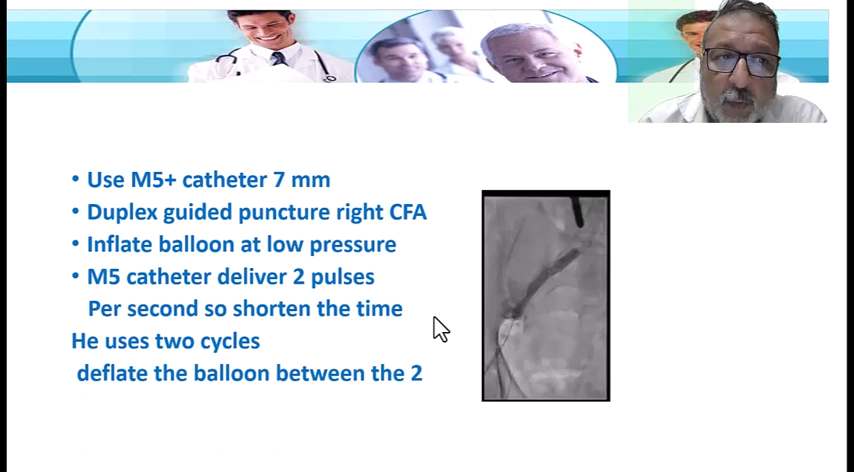 • Use M5+ catheter 7 mm
• Duplex guided puncture right CFA
• Inflate balloon at low pressure
• M5 catheter deliver 2 pulses
Per second so shorten the time
He uses two cycles
deflate the balloon between the 2